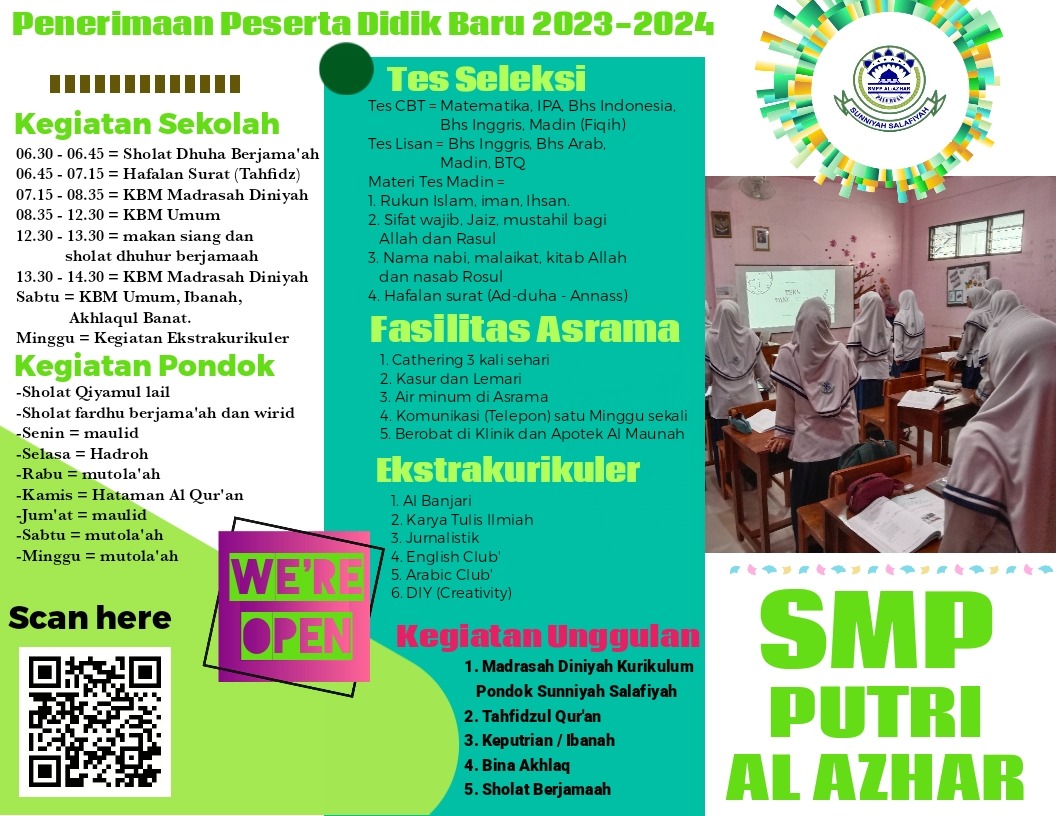 Penerimaan Peserta Didik Baru 2023-2024
Kegiatan Sekolah
06.30 - 06.45 = Sholat Dhuha Berjama'ah
06.45 - 07.15 = Hafalan Surat (Tahfidz)
07.15 - 08.35 = KBM Madrasah Diniyah
08.35 - 12.30 = KBM Umum
12.30 - 13.30 = makan siang dan
sholat dhuhur berjamaah
13.30 - 14.30 = KBM Madrasah Diniyah
Sabtu = KBM Umum, Ibanah,
Akhlaqul Banat.
Minggu = Kegiatan Ekstrakurikuler
Kegiatan Pondok
-Sholat Qiyamul lail
-Sholat fardhu berjama'ah dan wirid
-Senin = maulid
-Selasa = Hadroh
-Rabu = mutola'ah
-Kamis = Hataman Al Qur'an
-Jum'at = maulid
-Sabtu = mutola'ah
-Minggu = mutola'ah
Scan here
WE'RE
OPEN
Tes Seleksi
Tes CBT = Matematika, IPA, Bhs Indonesia,
Bhs Inggris, Madin (Fiqih)
Tes Lisan = Bhs Inggris, Bhs Arab,
Madin, BTQ
Materi Tes Madin =
1. Rukun Islam, iman, Ihsan.
2. Sifat wajib, Jaiz, mustahil bagi
Allah dan Rasul
3. Nama nabi, malaikat, kitab Allah
dan nasab Rosul
4. Hafalan surat (Ad-duha - Annass)
Fasilitas Asrama
1. Cathering 3 kali sehari
2. Kasur dan Lemari
3. Air minum di Asrama
4. Komunikasi (Telepon) satu Minggu sekali
5. Berobat di Klinik dan Apotek Al Maunah
Ekstrakurikuler
1. Al Banjari
2. Karya Tulis Ilmiah
3. Jurnalistik
4. English Club'
5. Arabic Club'
6. DIY (Creativity)
Kegiatan Unggulan
1. Madrasah Diniyah Kurikulum
Pondok Sunniyah Salafiyah
2. Tahfidzul Qur'an
3. Keputrian / Ibanah
4. Bina Akhlaq
5. Sholat Berjamaah
SMPP AL-AZHAR
SUNNIYAH SALAFIYAH
SMP
PUTRI
AL AZHAR